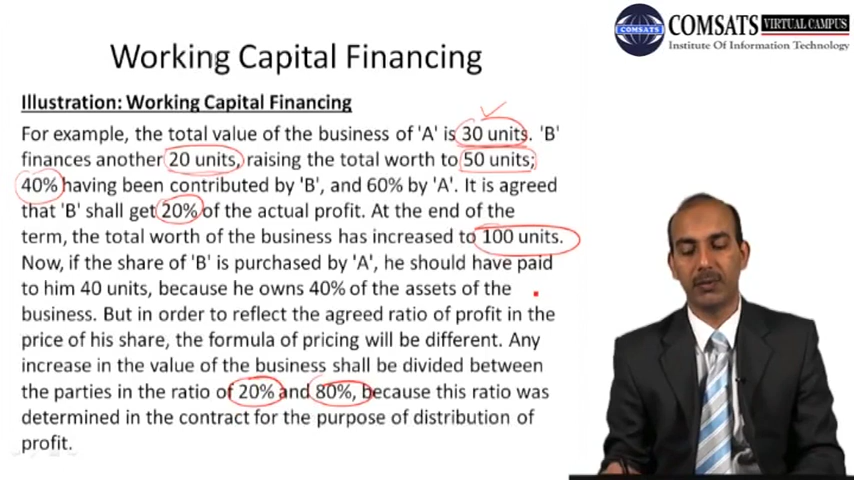 COMSATS
COMSATS VIRTUAL CAMPUS
Institute Of Information Technology
Working Capital Financing
Illustration: Working Capital Financing
For example, the total value of the business of 'A' is 30 units. 'B'
finances another 20 units, raising the total worth to 50 units;
40% having been contributed by 'B', and 60% by 'A'. It is agreed
that 'B' shall get 20% of the actual profit. At the end of the
term, the total worth of the business has increased to 100 units.
Now, if the share of 'B' is purchased by 'A', he should have paid
to him 40 units, because he owns 40% of the assets of the
business. But in order to reflect the agreed ratio of profit in the
price of his share, the formula of pricing will be different. Any
increase in the value of the business shall be divided between
the parties in the ratio of 20% and 80%, because this ratio was
determined in the contract for the purpose of distribution of
profit.